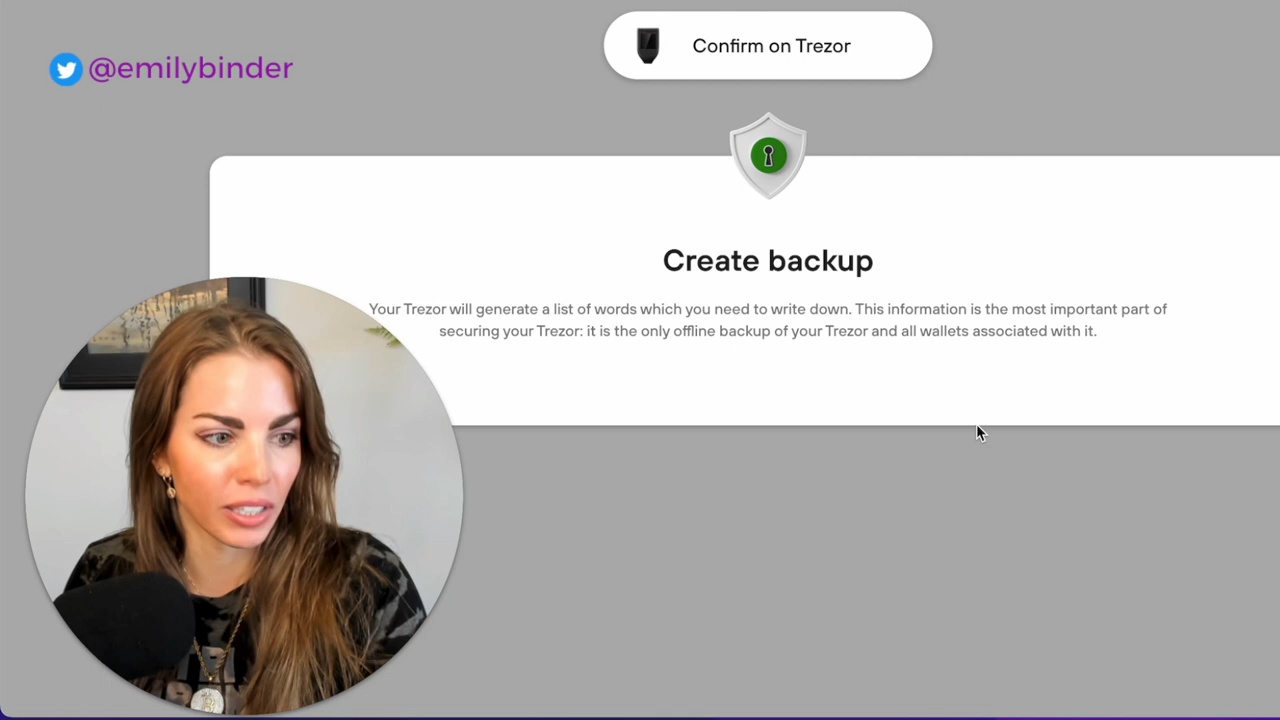 @emilybinder
Confirm on Trezor
Create backup
Your Trezor will generate a list of words which you need to write down. This information is the most important part of
securing your Trezor: it is the only offline backup of your Trezor and all wallets associated with it.